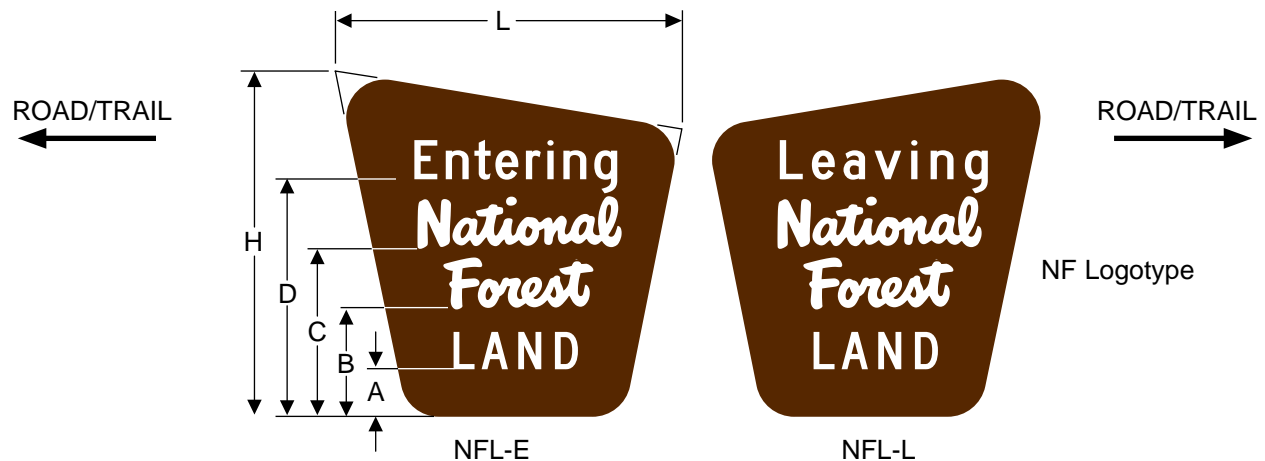 L
ROAD/TRAIL
ROAD/TRAIL
H
D
C
B
A
Entering
National
Forest
LAND
Leaving
National
Forest
LAND
NF Logotype
NFL-E
NFL-L